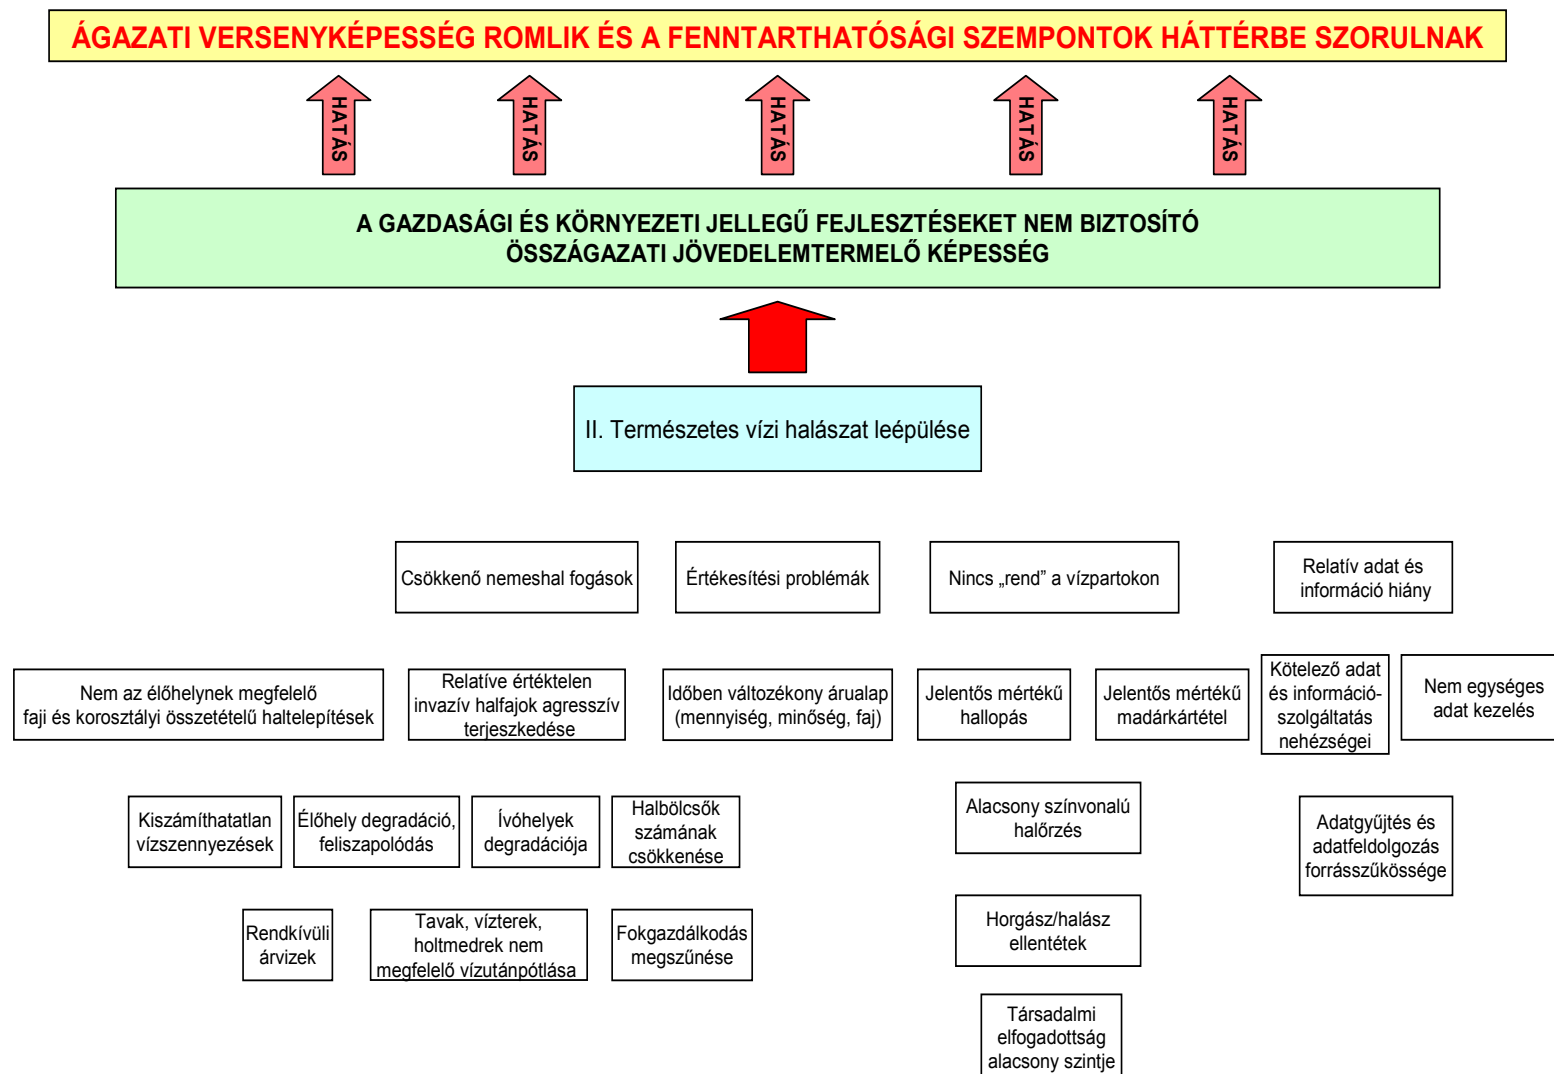 ÁGAZATI VERSENYKÉPESSÉG ROMLIK ÉS A FENNTARTHATÓSÁGI SZEMPONTOK HÁTTÉRBE SZORULNAK
HATÁS
HATÁS
HATÁS
HATÁS
HATÁS
A GAZDASÁGI ÉS KÖRNYEZETI JELLEGŰ FEJLESZTÉSEKET NEM BIZTOSÍTÓ
ÖSSZÁGAZATI JÖVEDELEMTERMELŐ KÉPESSÉG
II. Természetes vízi halászat leépülése
Csökkenő nemeshal fogások
Értékesítési problémák
Nincs „rend” a vízpartokon
Relatív adat és
információ hiány
Nem az élőhelynek megfelelő
faji és korosztályi összetételű haltelepítések
Relatíve értéktelen
invazív halfajok agresszív
terjeszkedése
Időben változékony árualap
(mennyiség, minőség, faj)
Jelentős mértékű
hallopás
Jelentős mértékű
madárkártétel
Kötelező adat
és információ-
szolgáltatás
nehézségei
Nem egységes
adat kezelés
Kiszámíthatatlan
vízszennyezések
Élőhely degradáció,
feliszapolódás
Ívóhelyek
degradációja
Halbölcsők
számának
csökkenése
Alacsony színvonalú
halőrzés
Adatgyűjtés és
adatfeldolgozás
forrásszűkössége
Rendkívüli
árvizek
Tavak, vízterek,
holtmedrek nem
megfelelő vízutánpótlása
Fokgazdálkodás
megszűnése
Horgász/halász
ellentétek
Társadalmi
elfogadottság
alacsony szintje